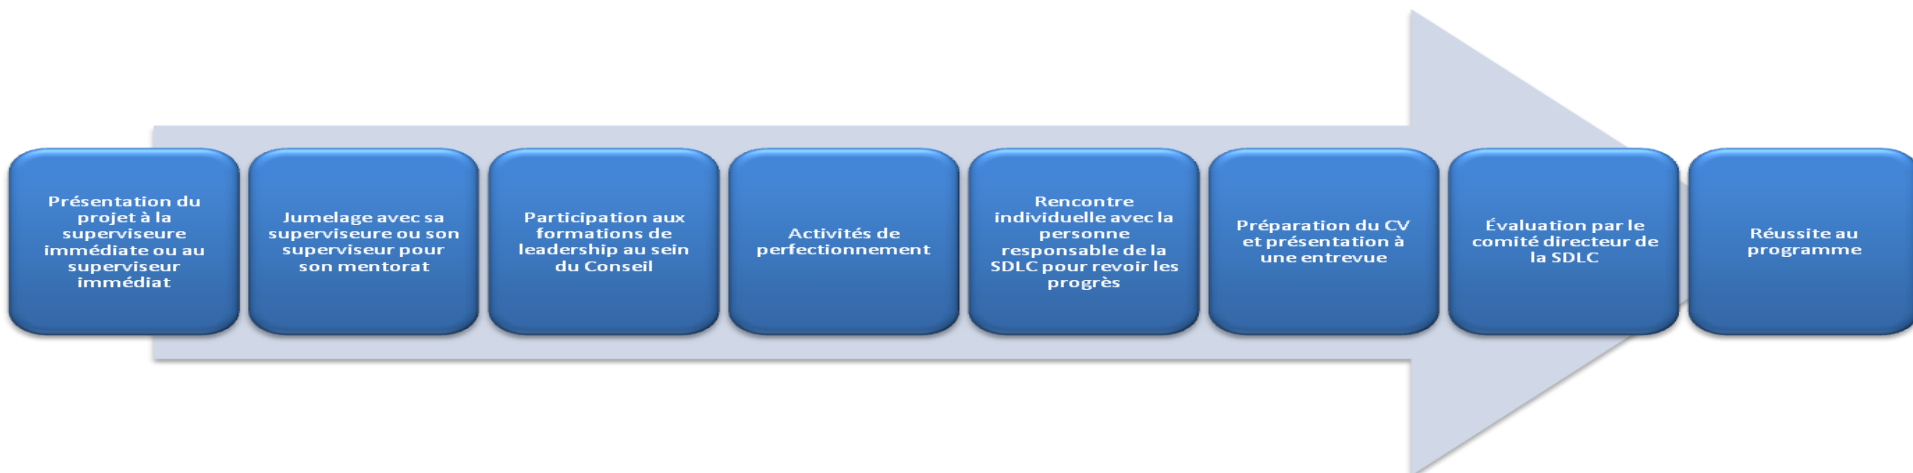 Présentation du
projet à la
superviseure
immédiate ou au
superviseur
immédiat
Jumelage avec sa
superviseure ou son
superviseur pour
son mentorat
Participation aux
formations de
leadership au sein
du Conseil
Activités de
perfectionnement
Rencontre
individuelle avec la
personne
responsable de la
SDLC pour revoir les
progrès
Préparation du CV
et présentation à
une entrevue
Évaluation par le
comité directeur de
la SDLC
Réussite au
programme